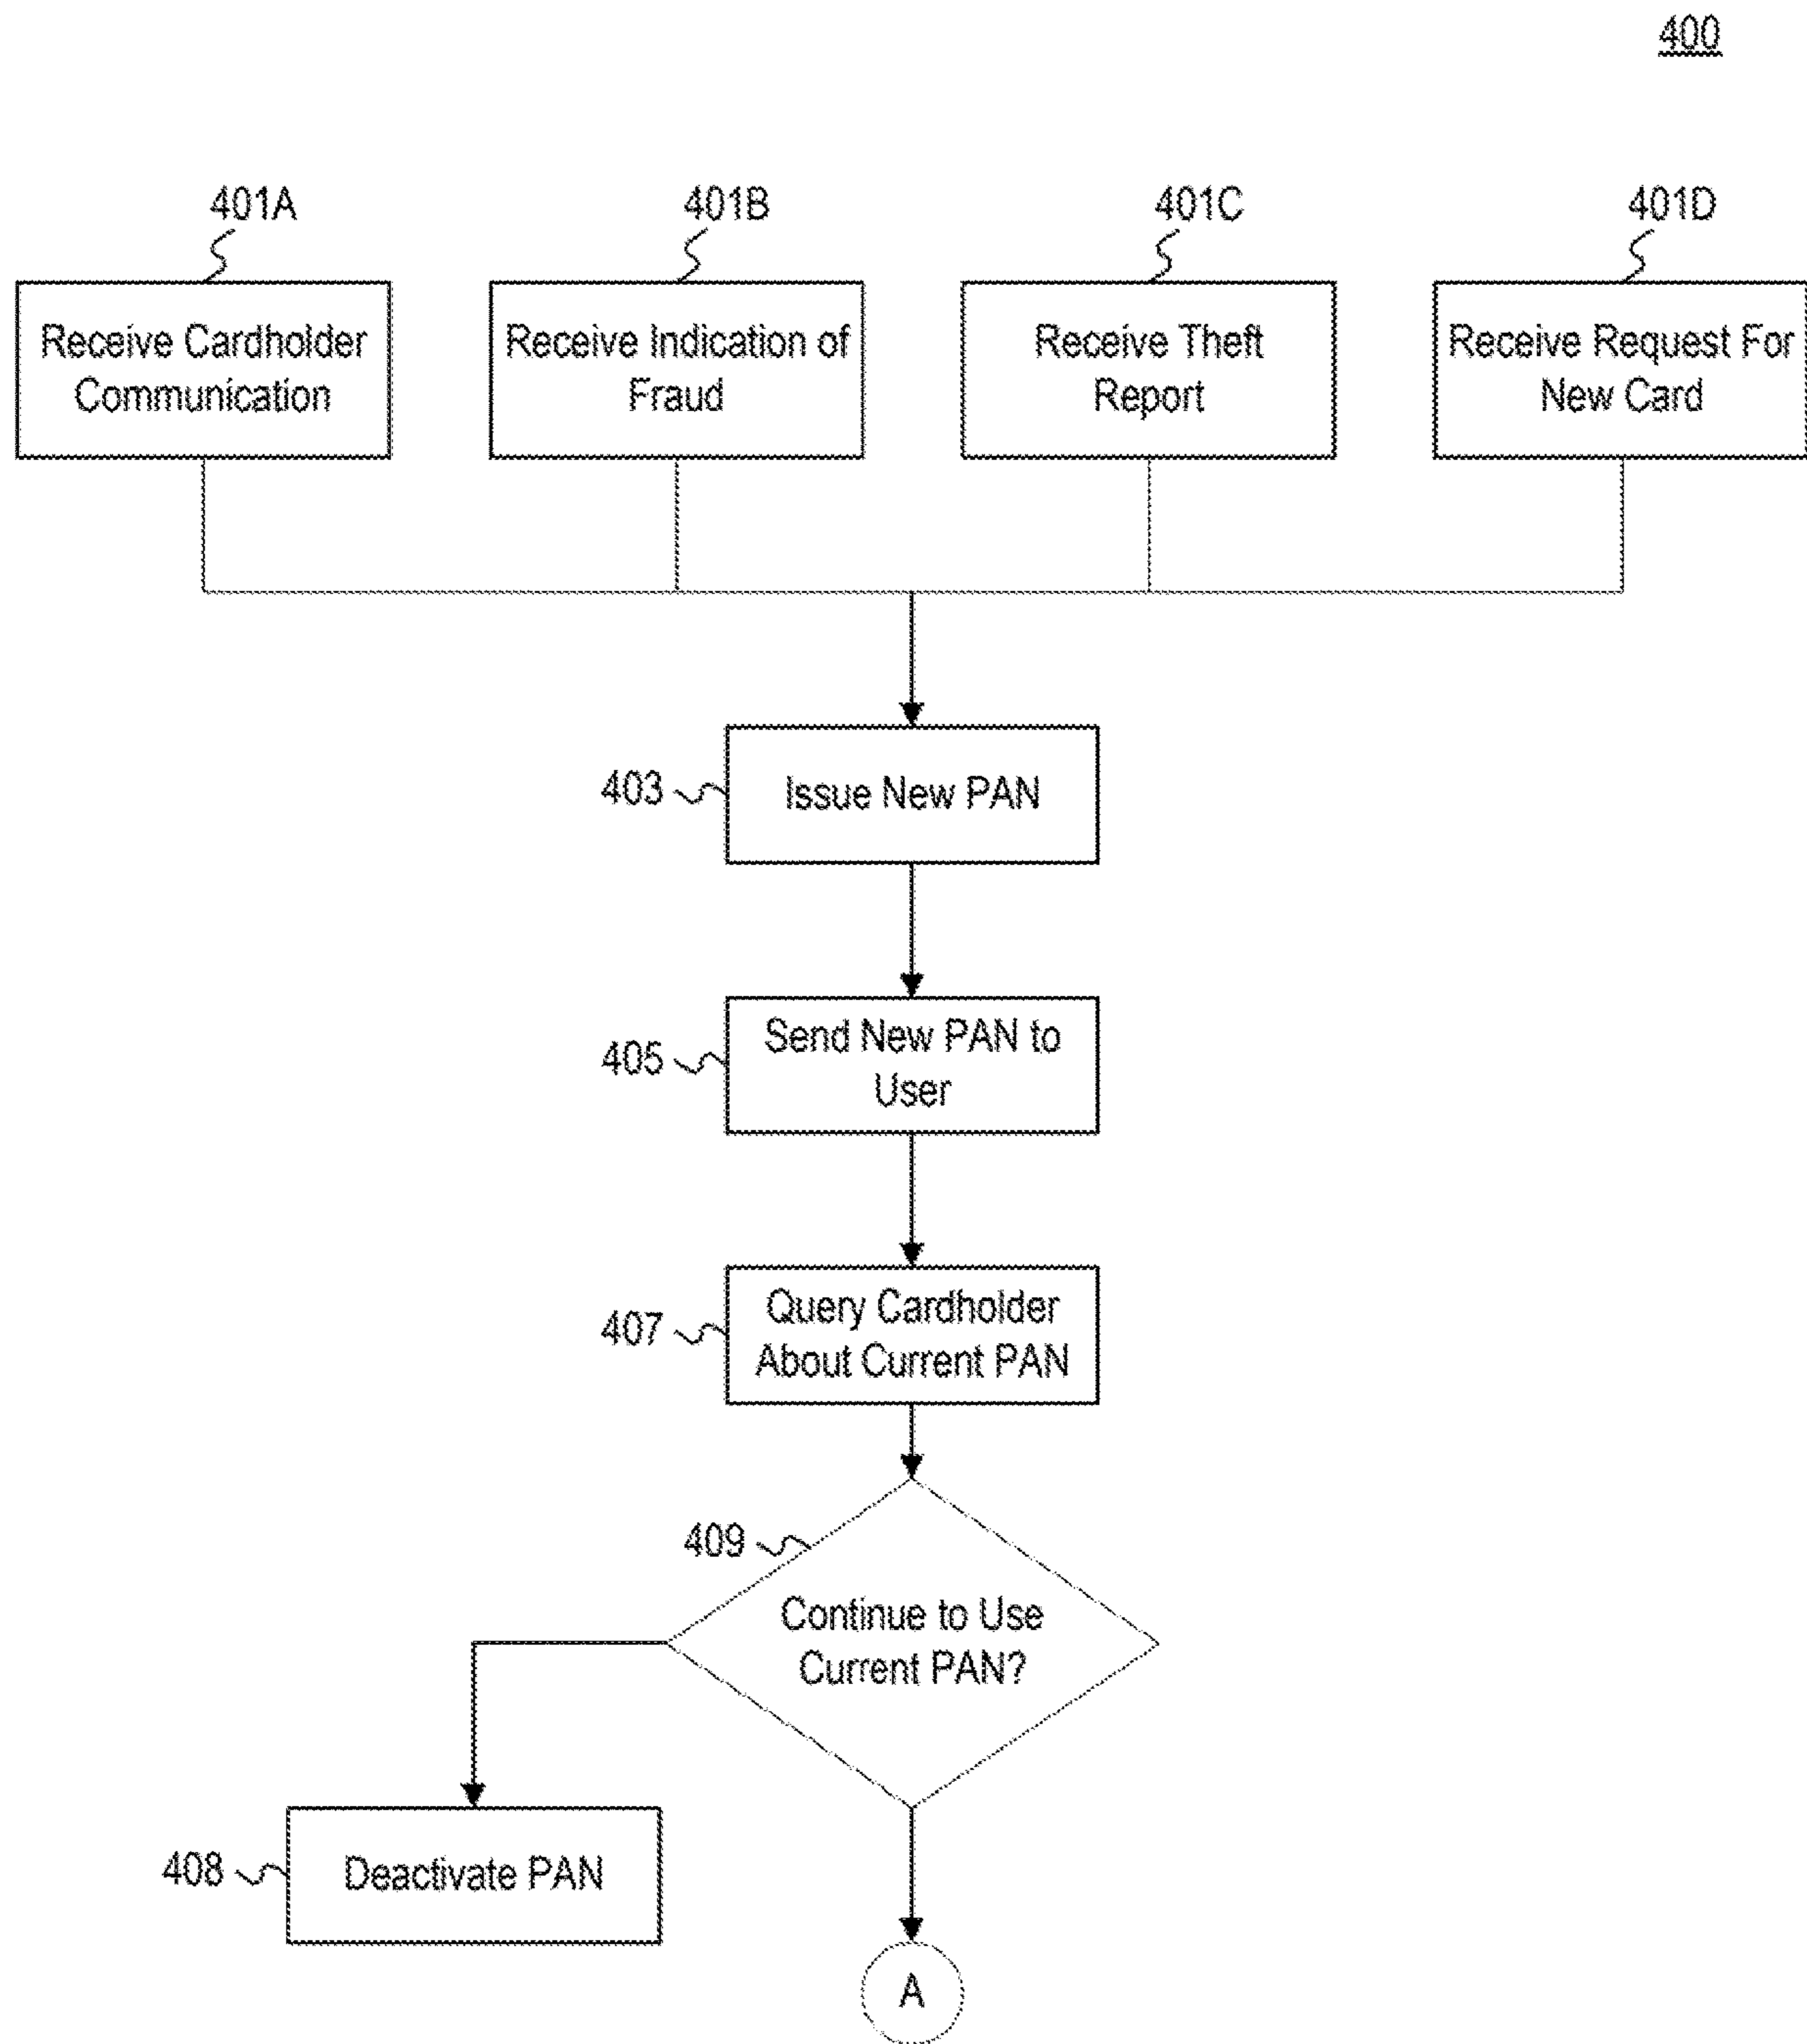 400
401A
401B
401C
401D
Receive Cardholder
Communication
Receive Indication of
Fraud
Receive Theft
Report
Receive Request For
New Card
403
Issue New PAN
405
Send New PAN to
User
407
Query Cardholder
About Current PAN
409
Continue to Use
Current PAN?
408
Deactivate PAN
A